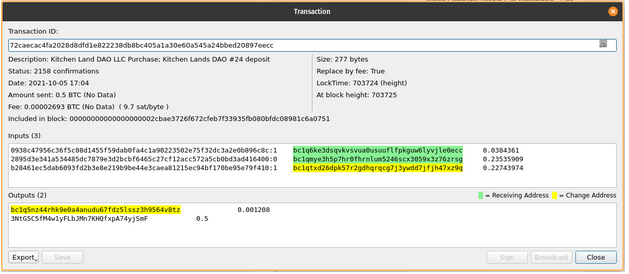 Transaction
Transaction ID:
72caecac4fa2028d8dfd1e822238db8bc405a1a30e60a545a24bbed20897eecc
Description: Kitchen Land DAO LLC Purchase; Kitchen Lands DAO #24 deposit
Size: 277 bytes
Status: 2158 confirmations
Replace by fee: True
Date: 2021-10-05 17:04
LockTime: 703724 (height)
Amount sent: 0.5 BTC (No Data)
At block height: 703725
Fee: 0.00002693 BTC (No Data) ( 9.7 sat/byte )
Included in block: 00000000000000000002cbae3726f672cfeb7f33935fb080bfdc08981c6a0751
Inputs (3)
0938c47956c36f5c08d1455f59dab0fa4c1a90223502e75f32dc3a2e0b896c8c:1 bc1q6ke3dsqvkvsvua0usuuflfpkguw6lyvjle0ecc 0.0384361
2895d3e341a534485dc7879e3d2bcbf6465c27cf12acc572a5cb0bd3ad416400:0 bc1qmye3h5p7hr0fhrnlum5246scx3059x3z76zrsg 0.23535909
b28461ec5dab6093fd2b3e8e219b9be44e3caea81215ec94bf170be95e79f410:1 bc1qtxd26dpk57r2gdhqrqcg7j3ywdd7jfjh47xz9q 0.22743974
Outputs (2)
= Receiving Address
= Change Address
bc1q5nz44rhk9e0a4anudu67fdz5lssz3h9564v8tz 0.001208
3NtG5C5fM4w1yFLbJMn7KHQfxpA74yjSmF 0.5
Export
Save
Sign
Broadcast
Close